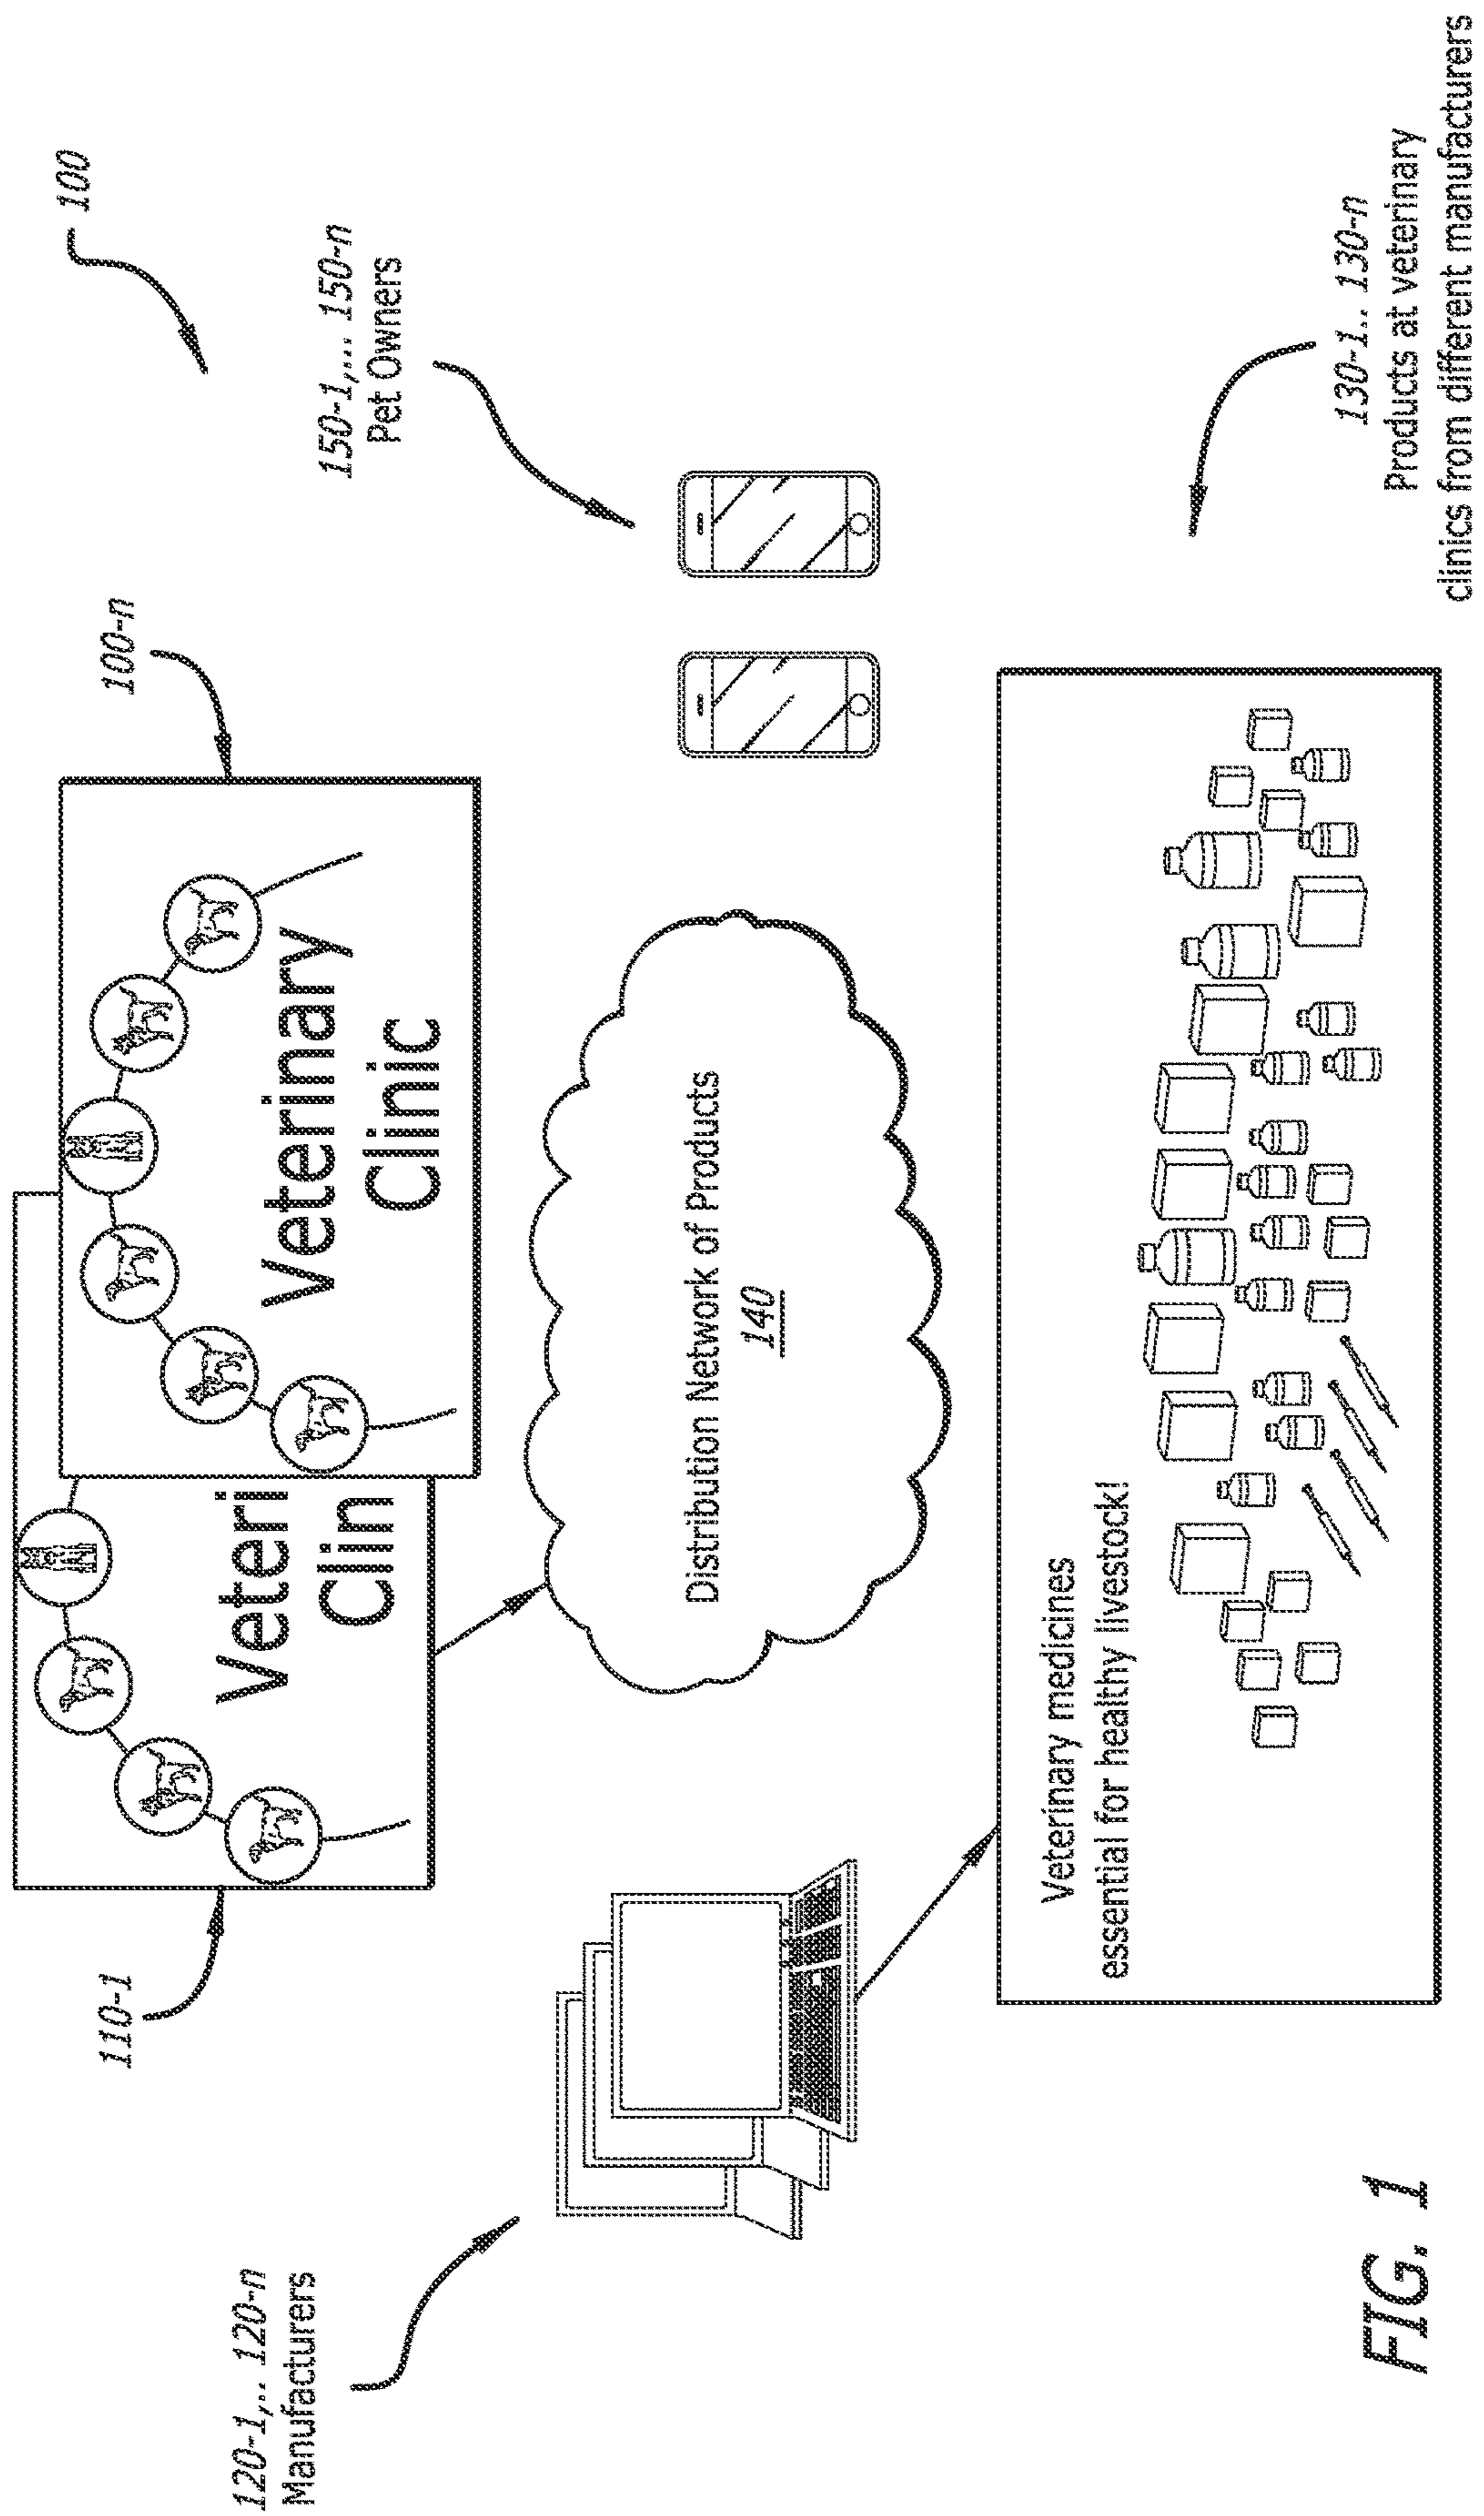 100
150-1,... 150-n
Pet Owners
100-n
110-1
Veterinary
Clinic
Veteri
Clin
120-1,.. 120-n
Manufacturers
Distribution Network of Products
140
Veterinary medicines
essential for healthy livestock!
130-1.. 130-n
Products at veterinary
clinics from different manufacturers
FIG. 1